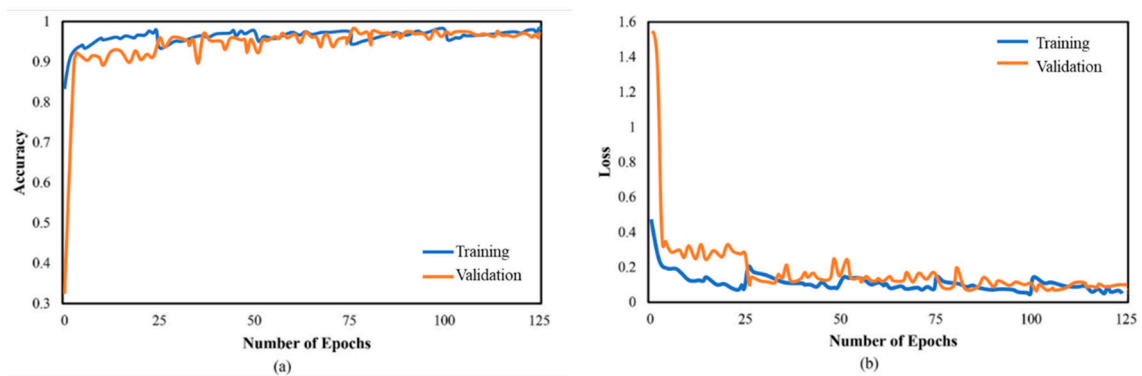 1
0.9
0.8
0.7
0.6
0.5
0.4
0.3
Accuracy
Training
Validation
0 25 50 75 100 125
Number of Epochs
(a)
1.6
1.4
1.2
1
0.8
0.6
0.4
0.2
0
Loss
Training
Validation
0 25 50 75 100 125
Number of Epochs
(b)